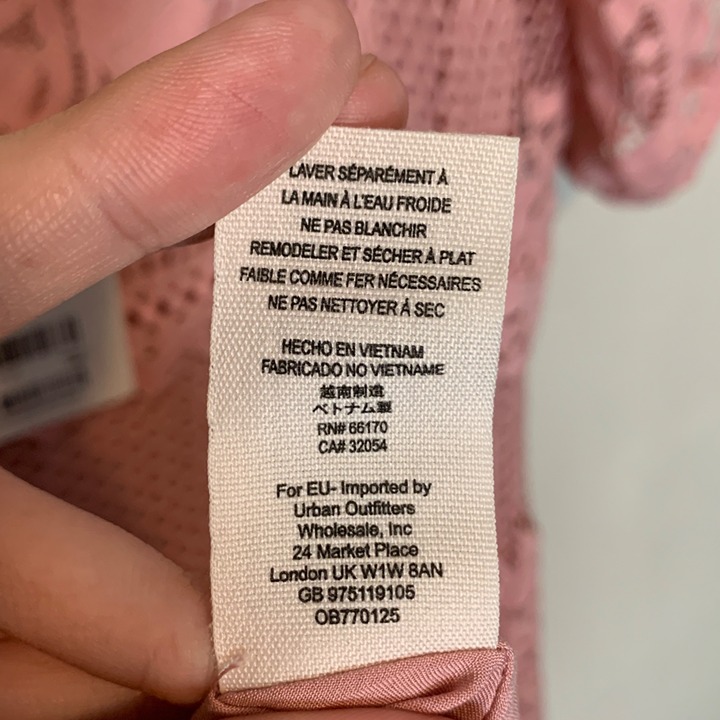 LAVER SÉPARÉMENT À
LA MAIN À L'EAU FROIDE
NE PAS BLANCHIR
REMODELER ET SÉCHER À PLAT
FAIBLE COMME FER NÉCESSAIRES
NE PAS NETTOYER À SEC
HECHO EN VIETNAM
FABRICADO NO VIETNAME
越南制造
ベトナム製
RN# 66170
CA# 32054
For EU- Imported by
Urban Outfitters
Wholesale, Inc
24 Market Place
London UK W1W 8AN
GB 975119105
OB770125